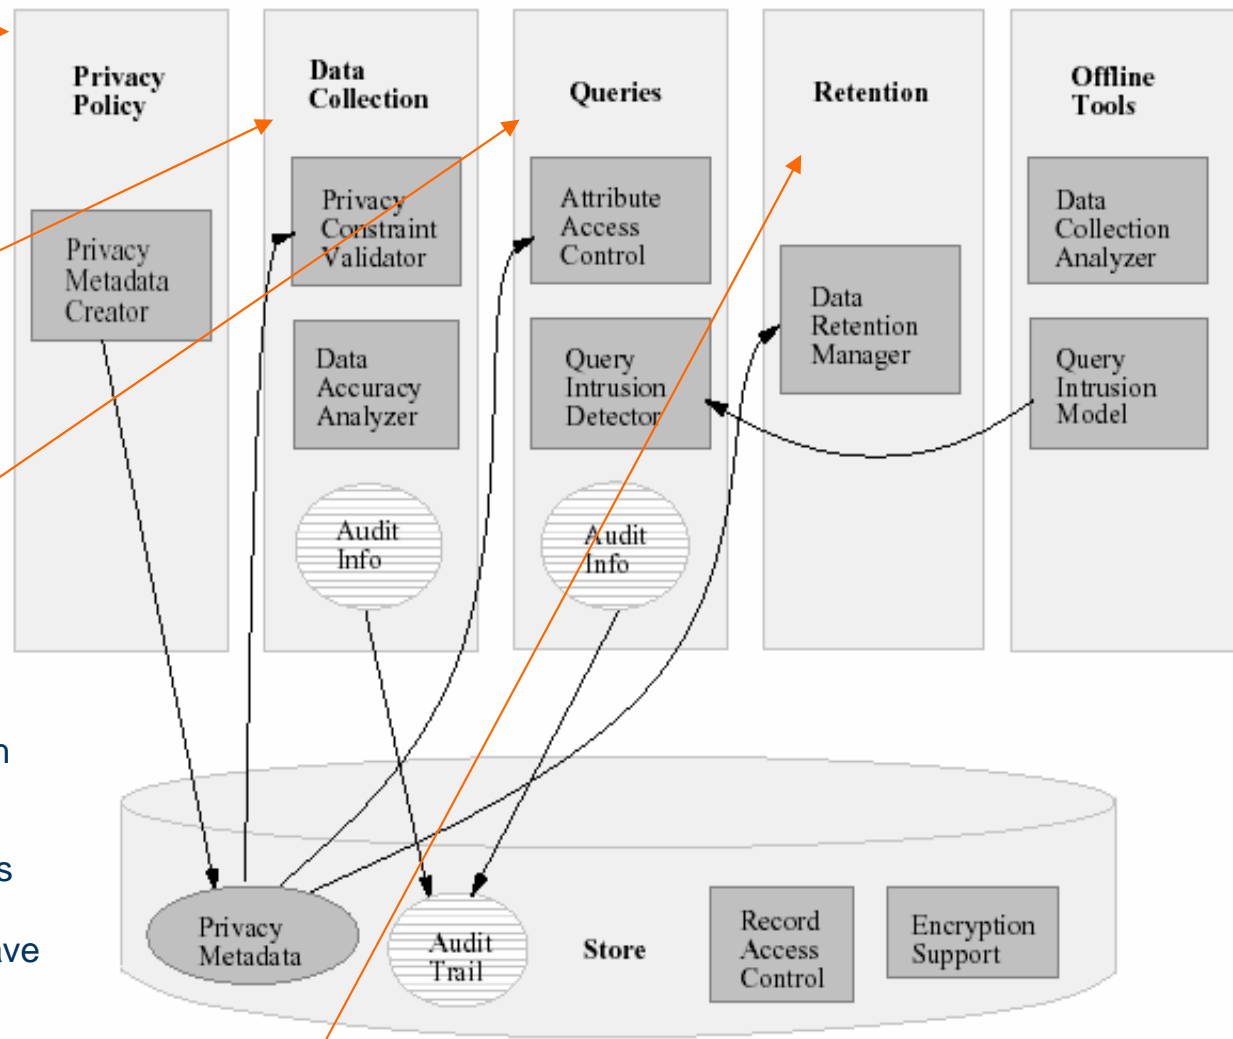 Privacy
Policy
Privacy
Metadata
Creator
Data
Collection
Privacy
Constraint
Validator
Data
Accuracy
Analyzer
Audit
Info
Queries
Attribute
Access
Control
Query
Intrusion
Detector
Audit
Info
Retention
Data
Retention
Manager
Offline
Tools
Data
Collection
Analyzer
Query
Intrusion
Model
n
s
ave
Privacy
Metadata
Audit
Trail
Store
Record
Access
Control
Encryption
Support